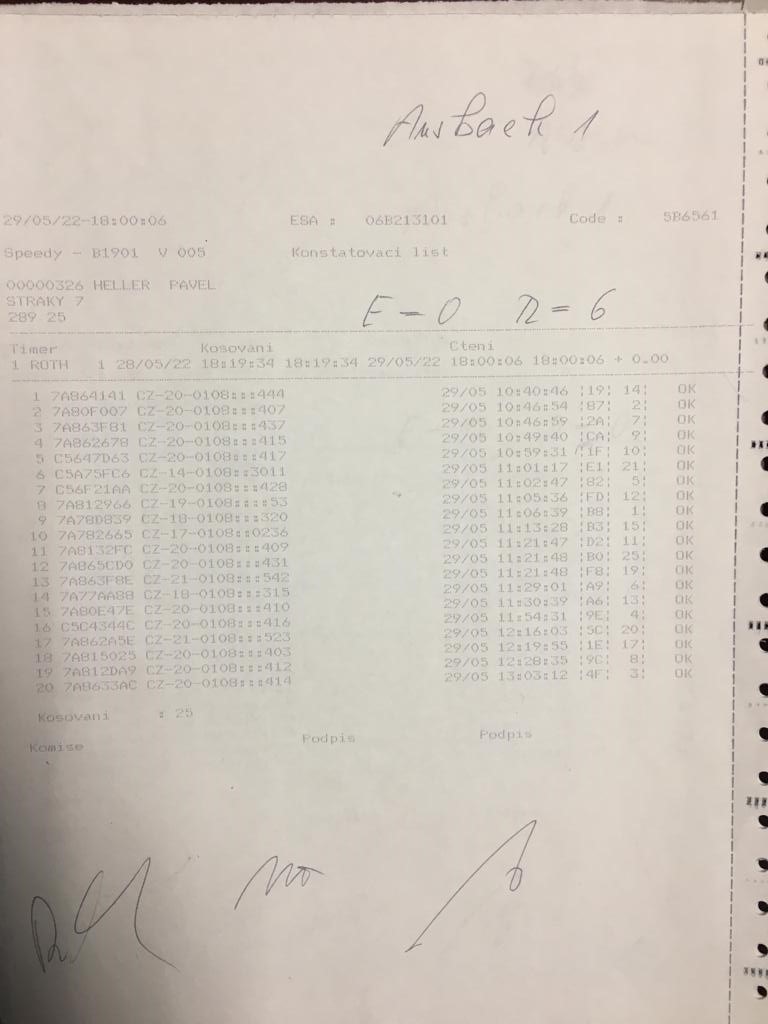 Ansbach 1
29/05/22-18:00:06 ESA : 06B213101 Code : 5B6561
Speedy - B1901 V 005 Konstatovaci list
00000326 HELLER PAVEL
STRAKY 7
289 25
E - 0 n = 6
Timer Kosovani Cteni
1 ROTH 1 28/05/22 18:19:34 18:19:34 29/05/22 18:00:06 18:00:06 + 0.00
1 7A864141 CZ-20-0108:::444 29/05 10:40:46 ¦19¦ 14¦ OK
2 7A80F007 CZ-20-0108:::407 29/05 10:46:54 ¦87¦ 2¦ OK
3 7A863F81 CZ-20-0108:::437 29/05 10:46:59 ¦2A¦ 7¦ OK
4 7A862678 CZ-20-0108:::415 29/05 10:49:40 ¦CA¦ 9¦ OK
5 C5647D63 CZ-20-0108:::417 29/05 10:59:31 ¦1F¦ 10¦ OK
6 C5A75FC6 CZ-14-0108::3011 29/05 11:01:17 ¦E1¦ 21¦ OK
7 C56F21AA CZ-20-0108:::428 29/05 11:02:47 ¦82¦ 5¦ OK
8 7A812966 CZ-19-0108::::53 29/05 11:05:36 ¦FD¦ 12¦ OK
9 7A78D839 CZ-18-0108:::320 29/05 11:06:39 ¦B8¦ 1¦ OK
10 7A782665 CZ-17-0108::0236 29/05 11:13:28 ¦B3¦ 15¦ OK
11 7A8132FC CZ-20-0108:::409 29/05 11:21:47 ¦D2¦ 11¦ OK
12 7A865CD0 CZ-20-0108:::431 29/05 11:21:48 ¦B0¦ 25¦ OK
13 7A863F8E CZ-21-0108:::542 29/05 11:21:48 ¦F8¦ 19¦ OK
14 7A77AA88 CZ-18-0108:::315 29/05 11:29:01 ¦A9¦ 6¦ OK
15 7A80E47E CZ-20-0108:::410 29/05 11:30:39 ¦A6¦ 13¦ OK
16 C5C4344C CZ-20-0108:::416 29/05 11:54:31 ¦9E¦ 4¦ OK
17 7A862A5E CZ-21-0108:::523 29/05 12:16:03 ¦5C¦ 20¦ OK
18 7A815025 CZ-20-0108:::403 29/05 12:19:55 ¦1E¦ 17¦ OK
19 7A812DA9 CZ-20-0108:::412 29/05 12:28:35 ¦9C¦ 8¦ OK
20 7A8633AC CZ-20-0108:::414 29/05 13:03:12 ¦4F¦ 3¦ OK
Kosovani : 25
Komise Podpis Podpis